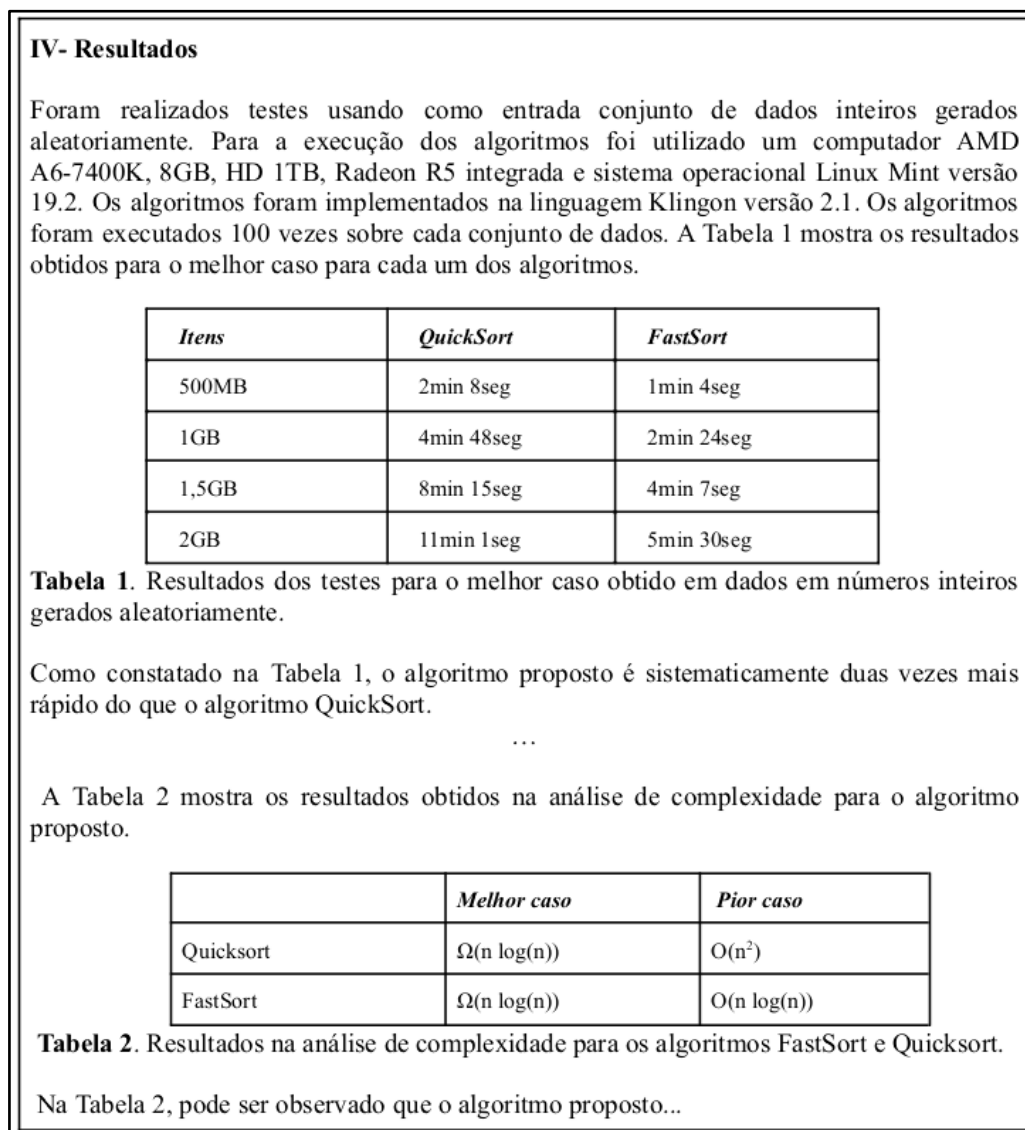 IV- Resultados
Foram realizados testes usando como entrada conjunto de dados inteiros gerados
aleatoriamente. Para a execução dos algoritmos foi utilizado um computador AMD
A6-7400K, 8GB, HD 1TB, Radeon R5 integrada e sistema operacional Linux Mint versão
19.2. Os algoritmos foram implementados na linguagem Klingon versão 2.1. Os algoritmos
foram executados 100 vezes sobre cada conjunto de dados. A Tabela 1 mostra os resultados
obtidos para o melhor caso para cada um dos algoritmos.
Itens QuickSort FastSort
500MB 2min 8seg 1min 4seg
1GB 4min 48seg 2min 24seg
1,5GB 8min 15seg 4min 7seg
2GB 11min 1seg 5min 30seg
Tabela 1. Resultados dos testes para o melhor caso obtido em dados em números inteiros
gerados aleatoriamente.
Como constatado na Tabela 1, o algoritmo proposto é sistematicamente duas vezes mais
rápido do que o algoritmo QuickSort.
…
A Tabela 2 mostra os resultados obtidos na análise de complexidade para o algoritmo
proposto.
Melhor caso Pior caso
Quicksort Ω(n log(n)) O(n²)
FastSort Ω(n log(n)) O(n log(n))
Tabela 2. Resultados na análise de complexidade para os algoritmos FastSort e Quicksort.
Na Tabela 2, pode ser observado que o algoritmo proposto...